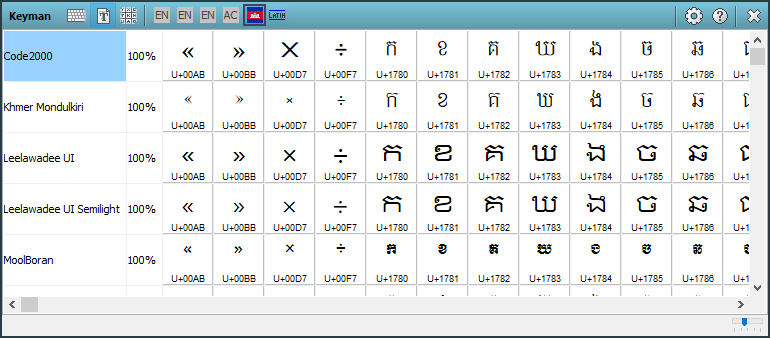 Keyman EN EN EN AC LATIN
Code2000 100% « » × ÷ ក ខ គ ឃ ង ច ឆ
U+00AB U+00BB U+00D7 U+00F7 U+1780 U+1781 U+1782 U+1783 U+1784 U+1785 U+1786
Khmer Mondulkiri 100% « » × ÷ ក ខ គ ឃ ង ច ឆ
U+00AB U+00BB U+00D7 U+00F7 U+1780 U+1781 U+1782 U+1783 U+1784 U+1785 U+1786
Leelawadee UI 100% « » × ÷ ក ខ គ ឃ ង ច ឆ
U+00AB U+00BB U+00D7 U+00F7 U+1780 U+1781 U+1782 U+1783 U+1784 U+1785 U+1786
Leelawadee UI Semilight 100% « » × ÷ ក ខ គ ឃ ង ច ឆ
U+00AB U+00BB U+00D7 U+00F7 U+1780 U+1781 U+1782 U+1783 U+1784 U+1785 U+1786
MoolBoran 100% « » × ÷ ក ខ គ ឃ ង ច ឆ
U+00AB U+00BB U+00D7 U+00F7 U+1780 U+1781 U+1782 U+1783 U+1784 U+1785 U+1786